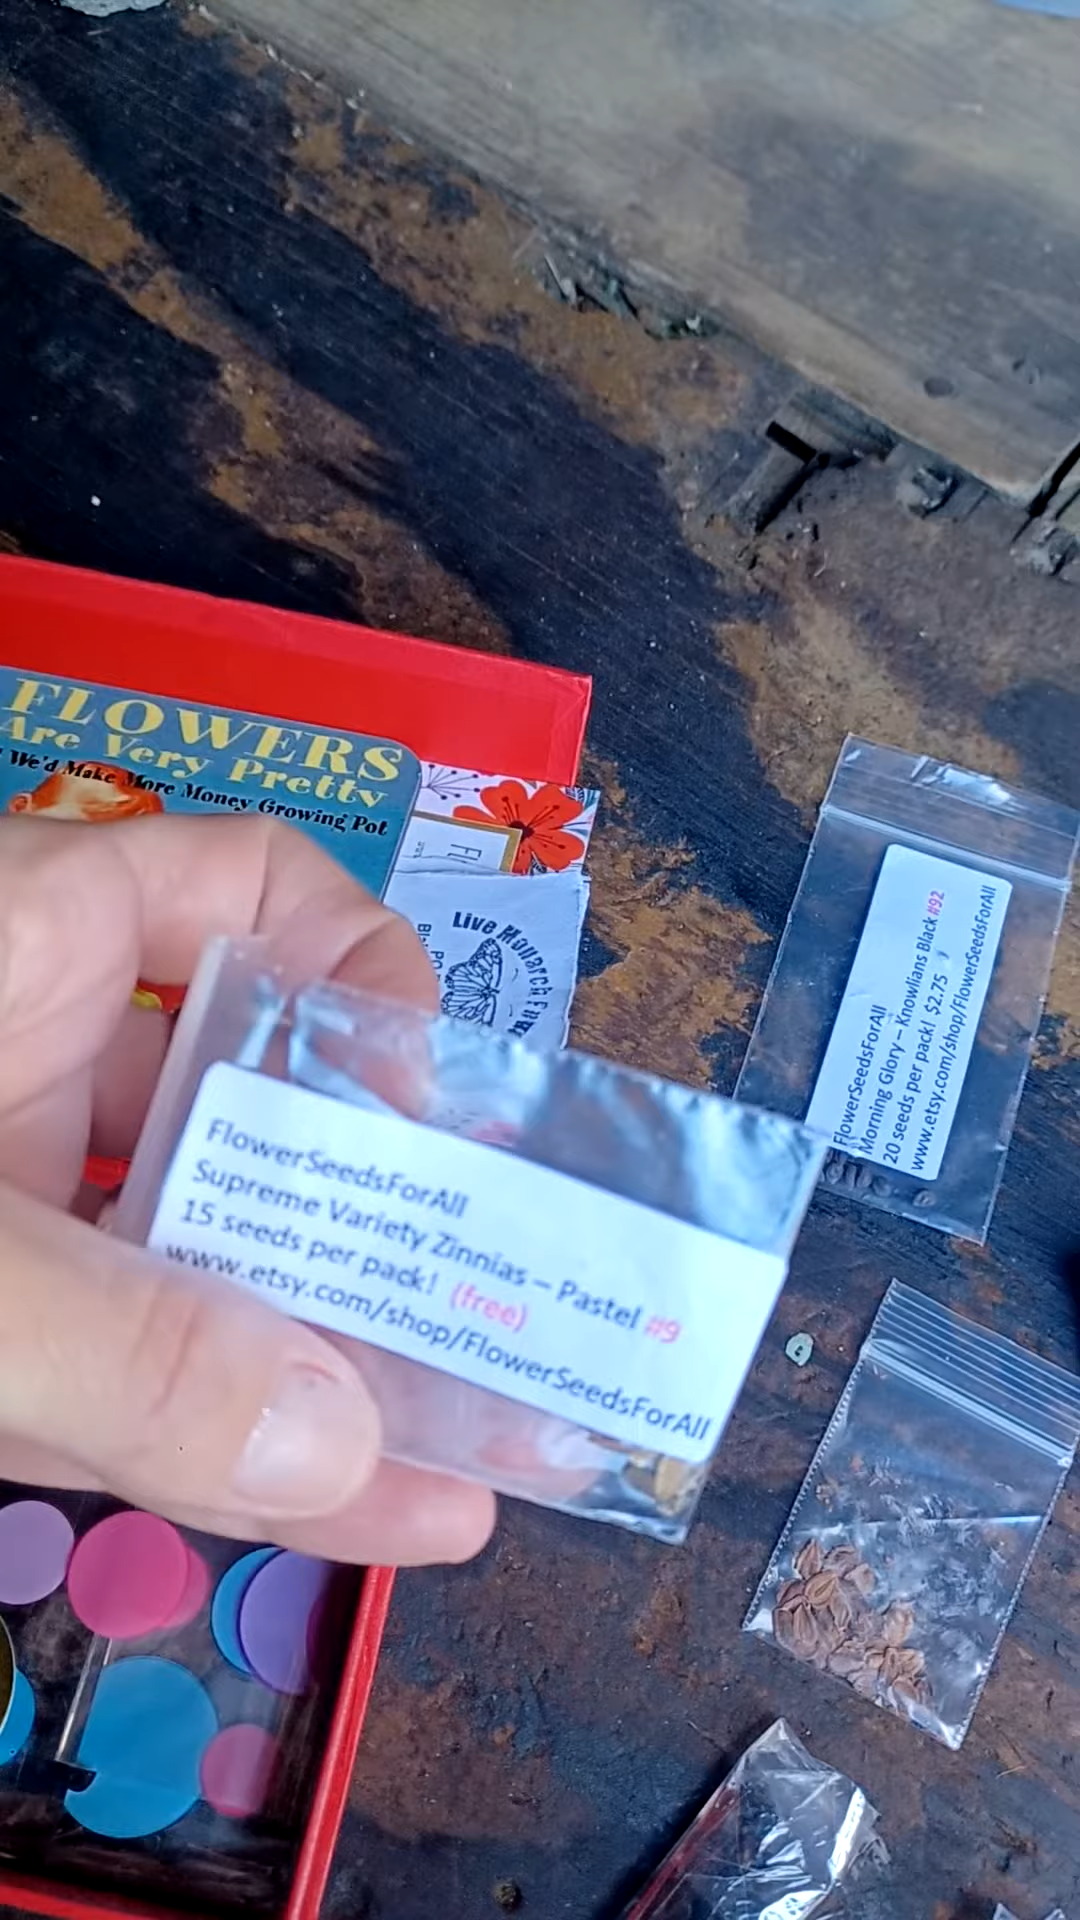 FLOWERS
Are Very Pretty
We'd Make More Money Growing Pot
Live Monarch
PO
FlowerSeedsForAll
Morning Glory – Knowlians Black #92
20 seeds per pack! $2.75
www.etsy.com/shop/FlowerSeedsForAll
FlowerSeedsForAll
Supreme Variety Zinnias – Pastel #9
15 seeds per pack! (free)
www.etsy.com/shop/FlowerSeedsForAll